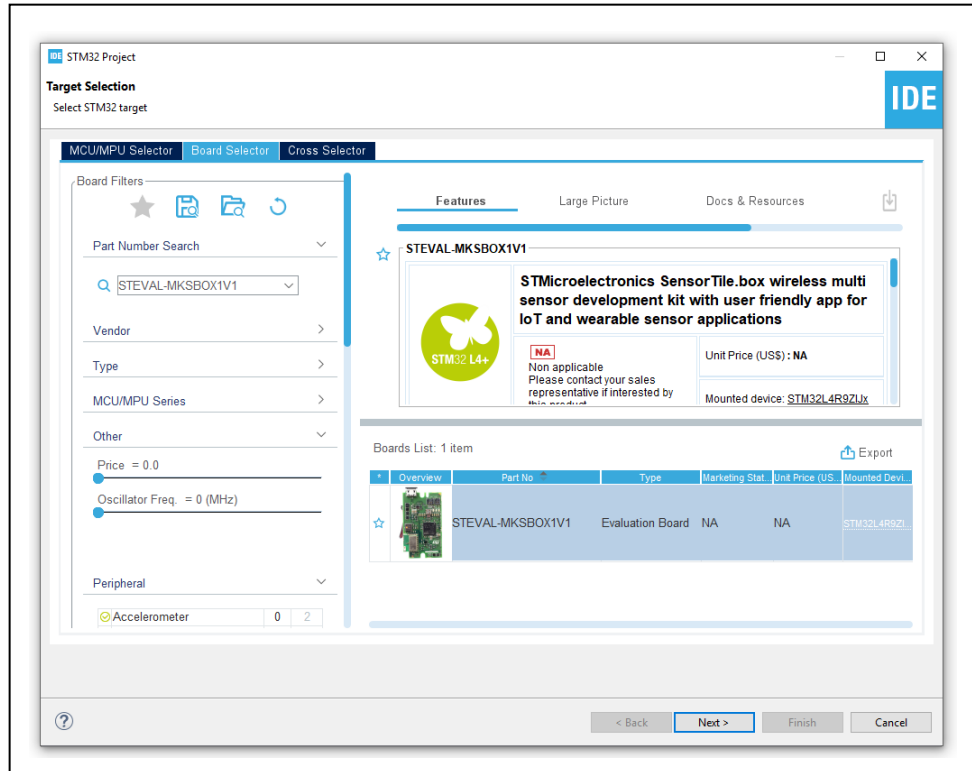 IDE STM32 Project
Target Selection
Select STM32 target
IDE
MCU/MPU Selector Board Selector Cross Selector
Board Filters
Part Number Search
STEVAL-MKSBOX1V1
Vendor
Type
MCU/MPU Series
Other
Price = 0.0
Oscillator Freq. = 0 (MHz)
Peripheral
Accelerometer 0 2
Features Large Picture Docs & Resources
STEVAL-MKSBOX1V1
STM32 L4+
STMicroelectronics SensorTile.box wireless multi
sensor development kit with user friendly app for
IoT and wearable sensor applications
NA
Non applicable
Please contact your sales
representative if interested by
this product
Unit Price (US$) : NA
Mounted device: STM32L4R9ZIJx
Boards List: 1 item
Export
* Overview Part No Type Marketing Stat... Unit Price (US... Mounted Devi...
STEVAL-MKSBOX1V1 Evaluation Board NA NA STM32L4R9ZI...
? < Back Next > Finish Cancel